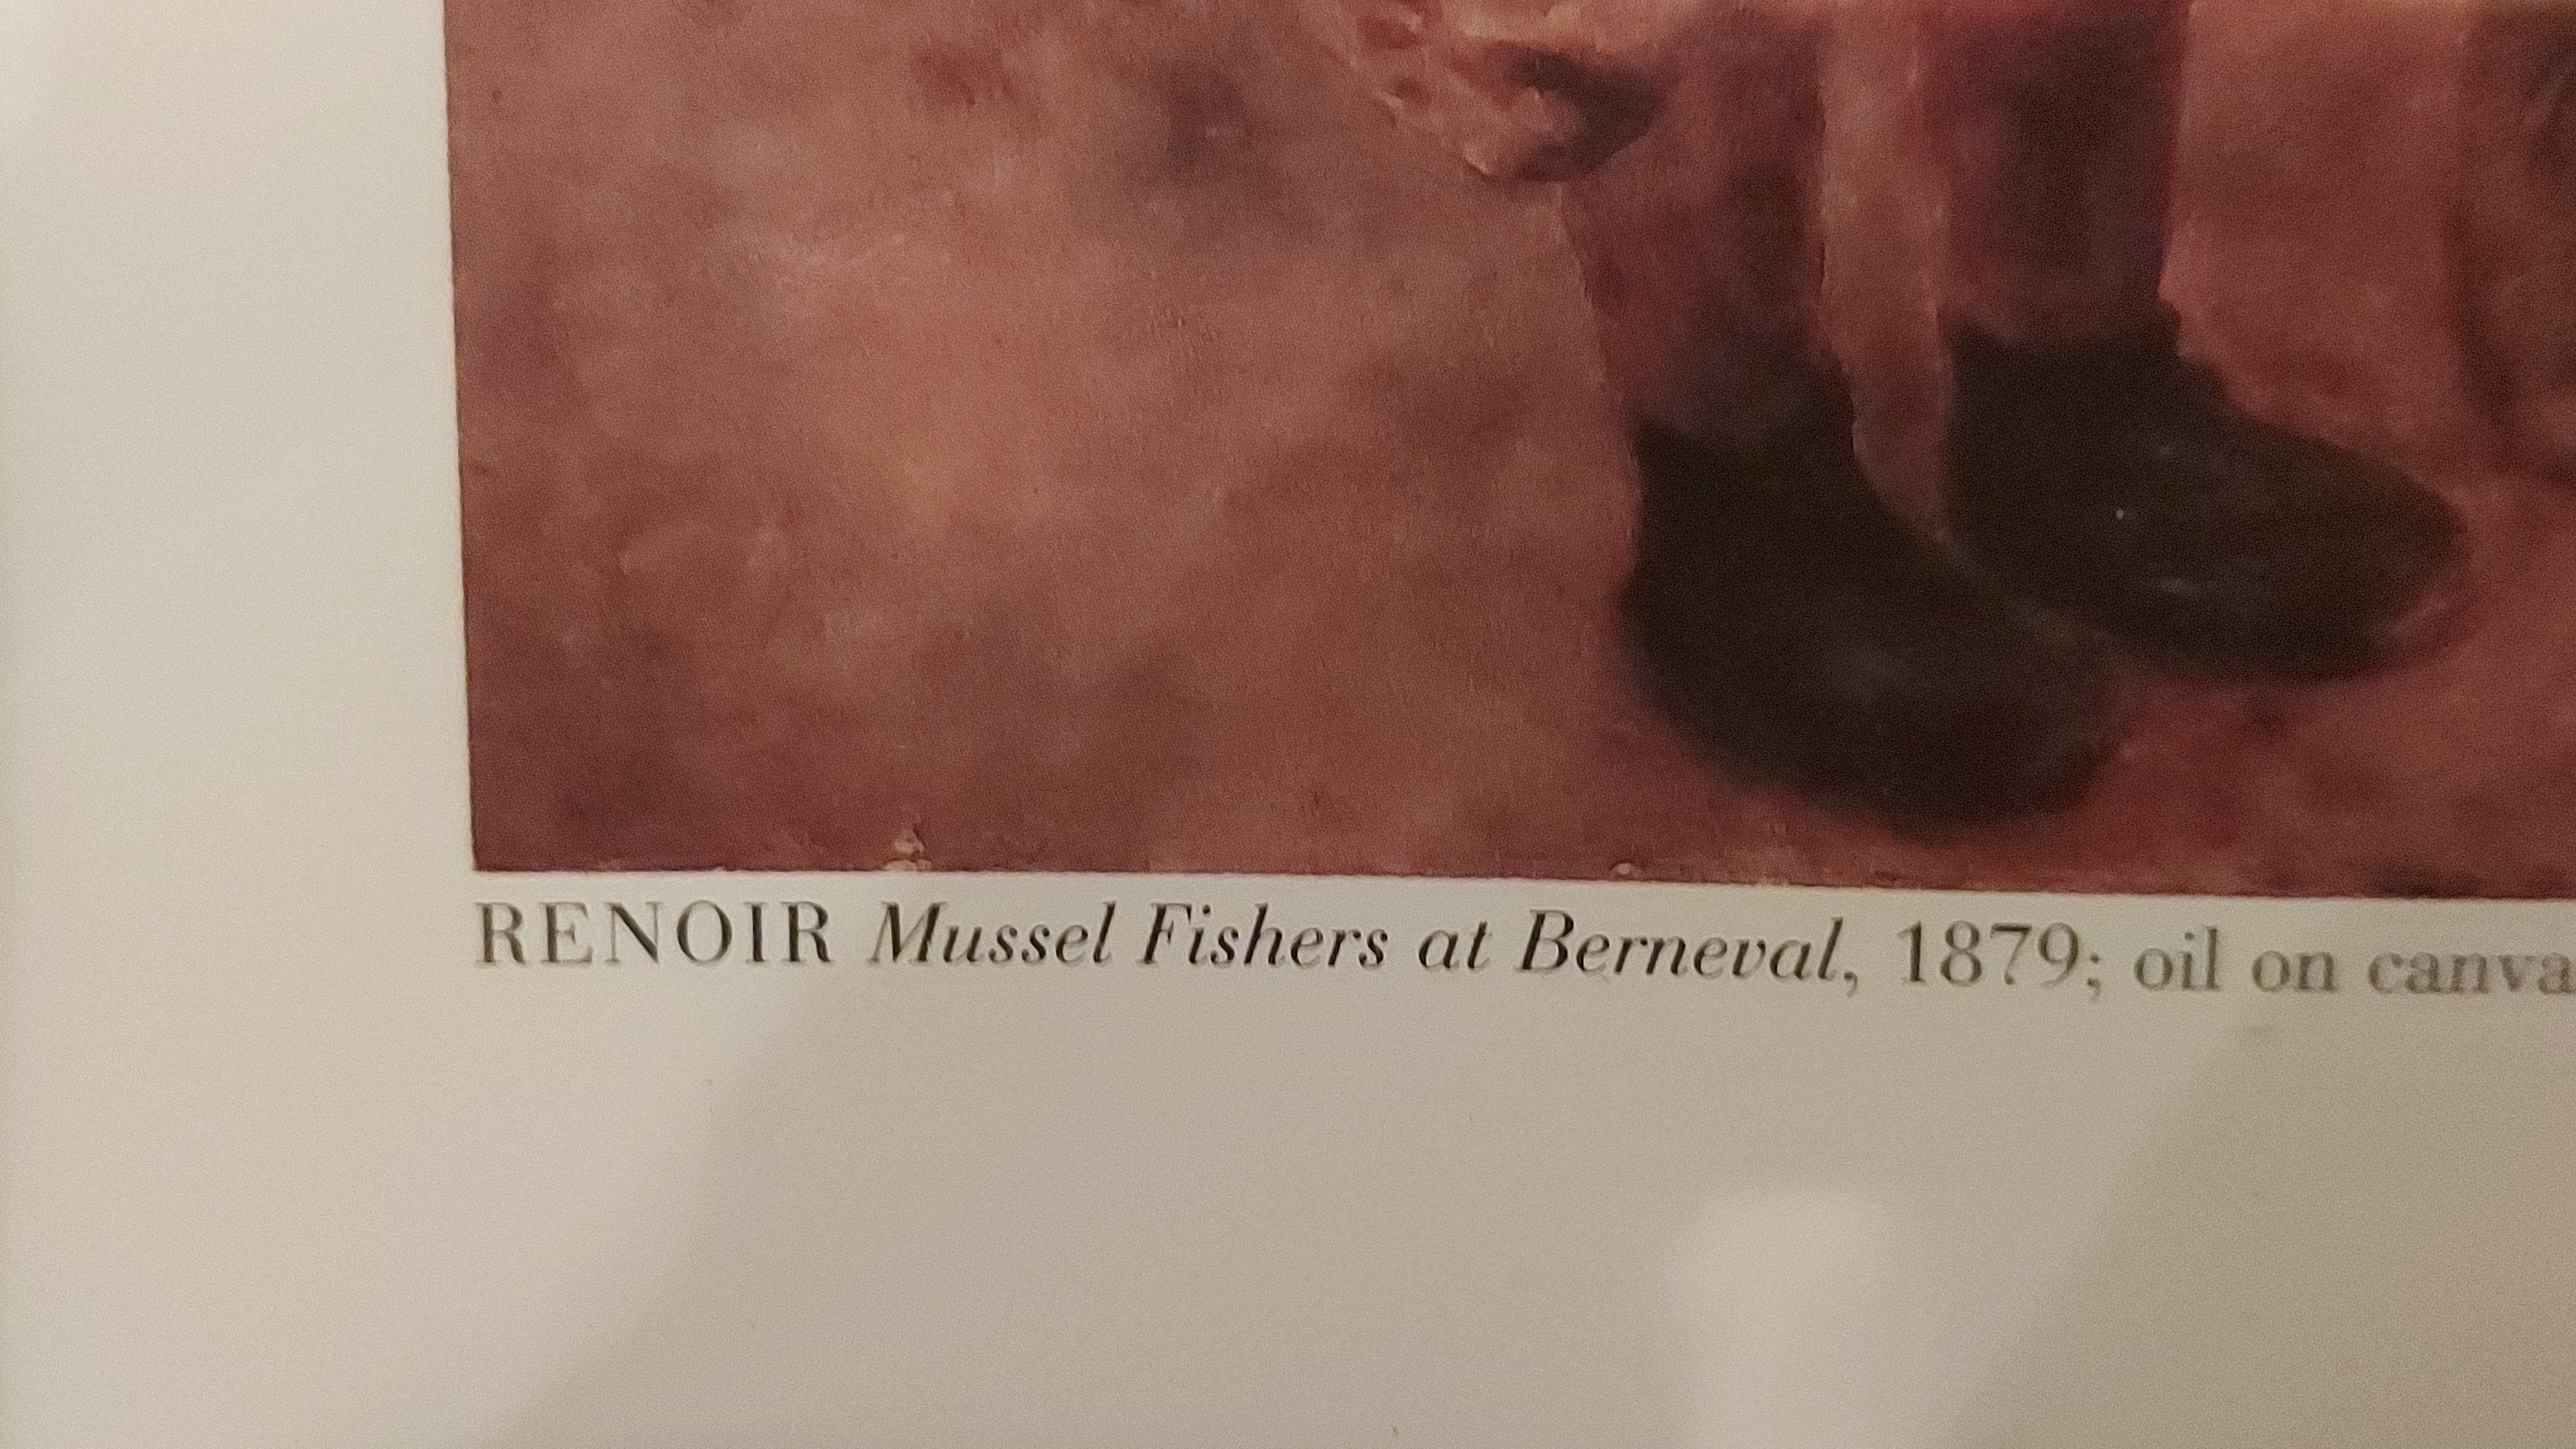 RENOIR Mussel Fishers at Berneval, 1879; oil on canva